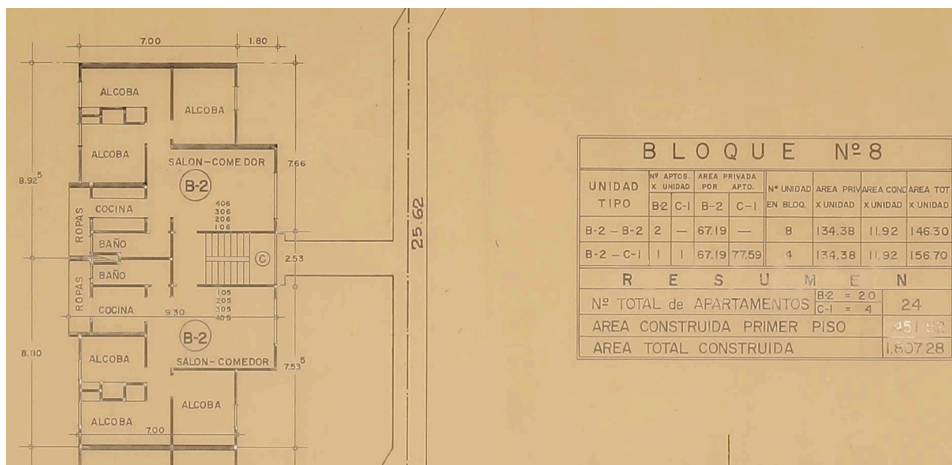 7.00 1.80
ALCOBA
ALCOBA
ALCOBA
SALON-COMEDOR
7.66
8.92⁵
B-2
COCINA
ROPAS
406
306
206
106
BAÑO
C
2.53
BAÑO
ROPAS
105
205
305
405
COCINA
9.30
B-2
SALON-COMEDOR
7.53⁵
ALCOBA
ALCOBA
ALCOBA
7.00
25.62
BLOQUE Nº 8
UNIDAD TIPO Nº APTOS. X UNIDAD AREA PRIVADA POR APTO. Nº UNIDAD EN BLOQ. AREA PRIV X UNIDAD AREA COND X UNIDAD AREA TOT X UNIDAD
B-2 C-1 B-2 C-1
B-2 - B-2 2 — 67.19 — 8 134.38 11.92 146.30
B-2 - C-1 1 1 67.19 77.59 4 134.38 11.92 156.70
RESUMEN
Nº TOTAL de APARTAMENTOS B-2 = 20 C-1 = 4 24
AREA CONSTRUIDA PRIMER PISO
AREA TOTAL CONSTRUIDA 1.807.28